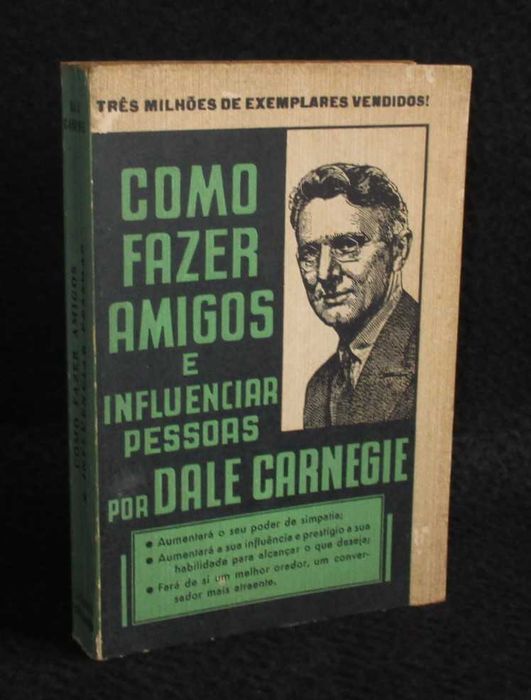 TRÊS MILHÕES DE EXEMPLARES VENDIDOS!
COMO
FAZER
AMIGOS
E
INFLUENCIAR
PESSOAS
POR DALE CARNEGIE
• Aumentará o seu poder de simpatia;
• Aumentará a sua influência e prestígio a sua
habilidade para alcançar o que deseja;
• Fará de si um melhor orador, um conver-
sador mais atraente.
COMO FAZER AMIGOS
E INFLUENCIAR PESSOAS